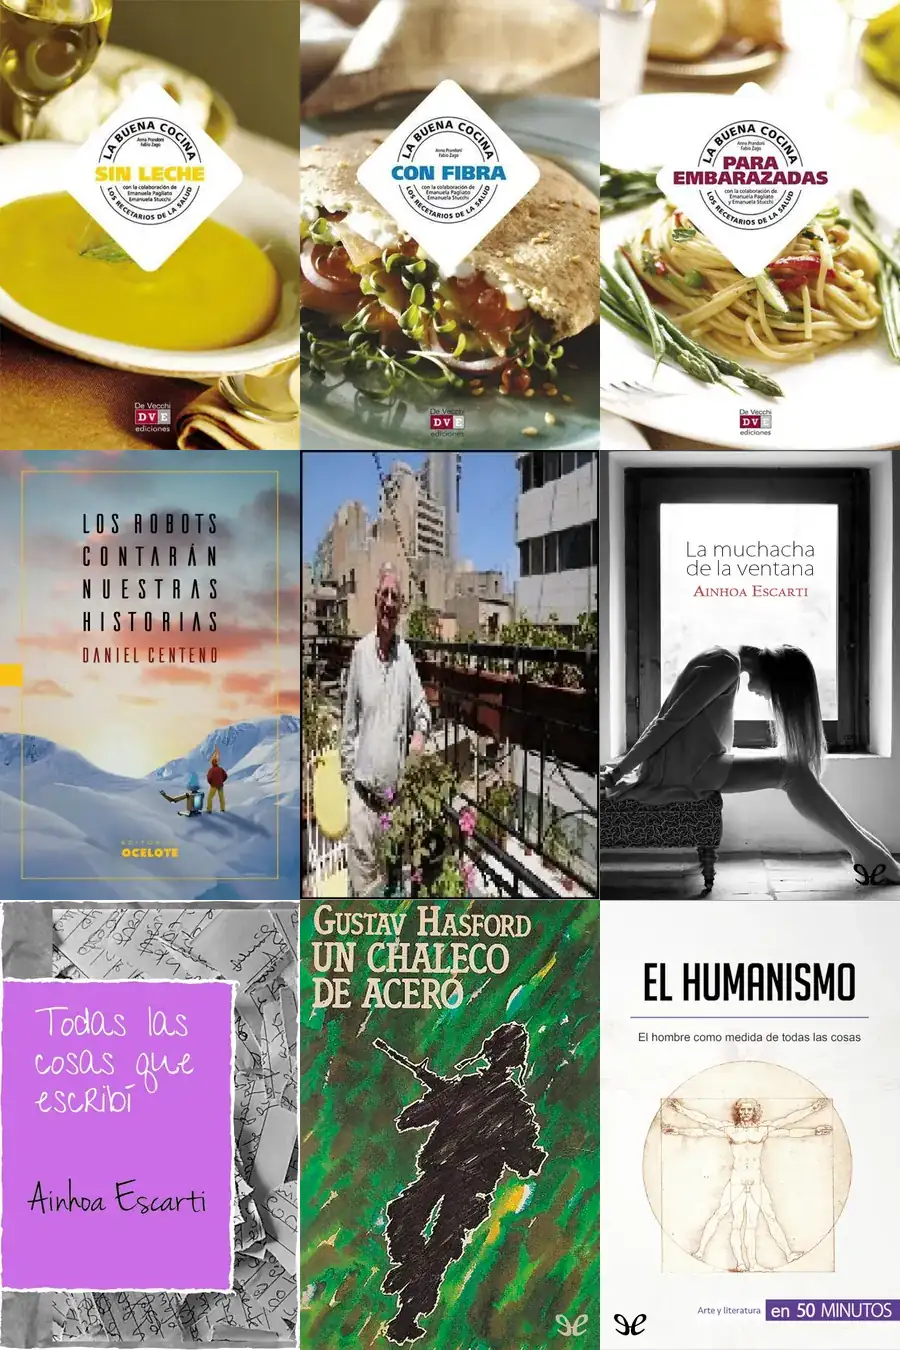 LA BUENA COCINA
Anna Prandoni
Fabio Zago
SIN LECHE
con la colaboración de
Emanuela Pagliato
Emanuela Stucchi
LOS RECETARIOS DE LA SALUD
De Vecchi
DVE
ediciones
LA BUENA COCINA
Anna Prandoni
Fabio Zago
CON FIBRA
con la colaboración de
Emanuela Pagliato
Emanuela Stucchi
LOS RECETARIOS DE LA SALUD
De Vecchi
DVE
ediciones
LA BUENA COCINA
Anna Prandoni
Fabio Zago
PARA
EMBARAZADAS
con la colaboración de
Emanuela Pagliato
y Emanuela Stucchi
LOS RECETARIOS DE LA SALUD
De Vecchi
DVE
ediciones
LOS ROBOTS
CONTARÁN
NUESTRAS
HISTORIAS
DANIEL CENTENO
EDITORIAL
OCELOTE
La muchacha
de la ventana
AINHOA ESCARTI
Todas las
cosas que
escribí
Ainhoa Escarti
GUSTAV HASFORD
UN CHALECO
DE ACERO
EL HUMANISMO
El hombre como medida de todas las cosas
Arte y literatura
en 50 MINUTOS